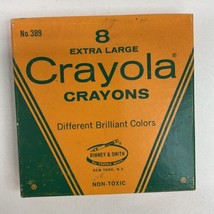 No. 389
8
EXTRA LARGE
Crayola®
CRAYONS
Different Brilliant Colors
BINNEY & SMITH
NEW YORK, N.Y.
NON-TOXIC